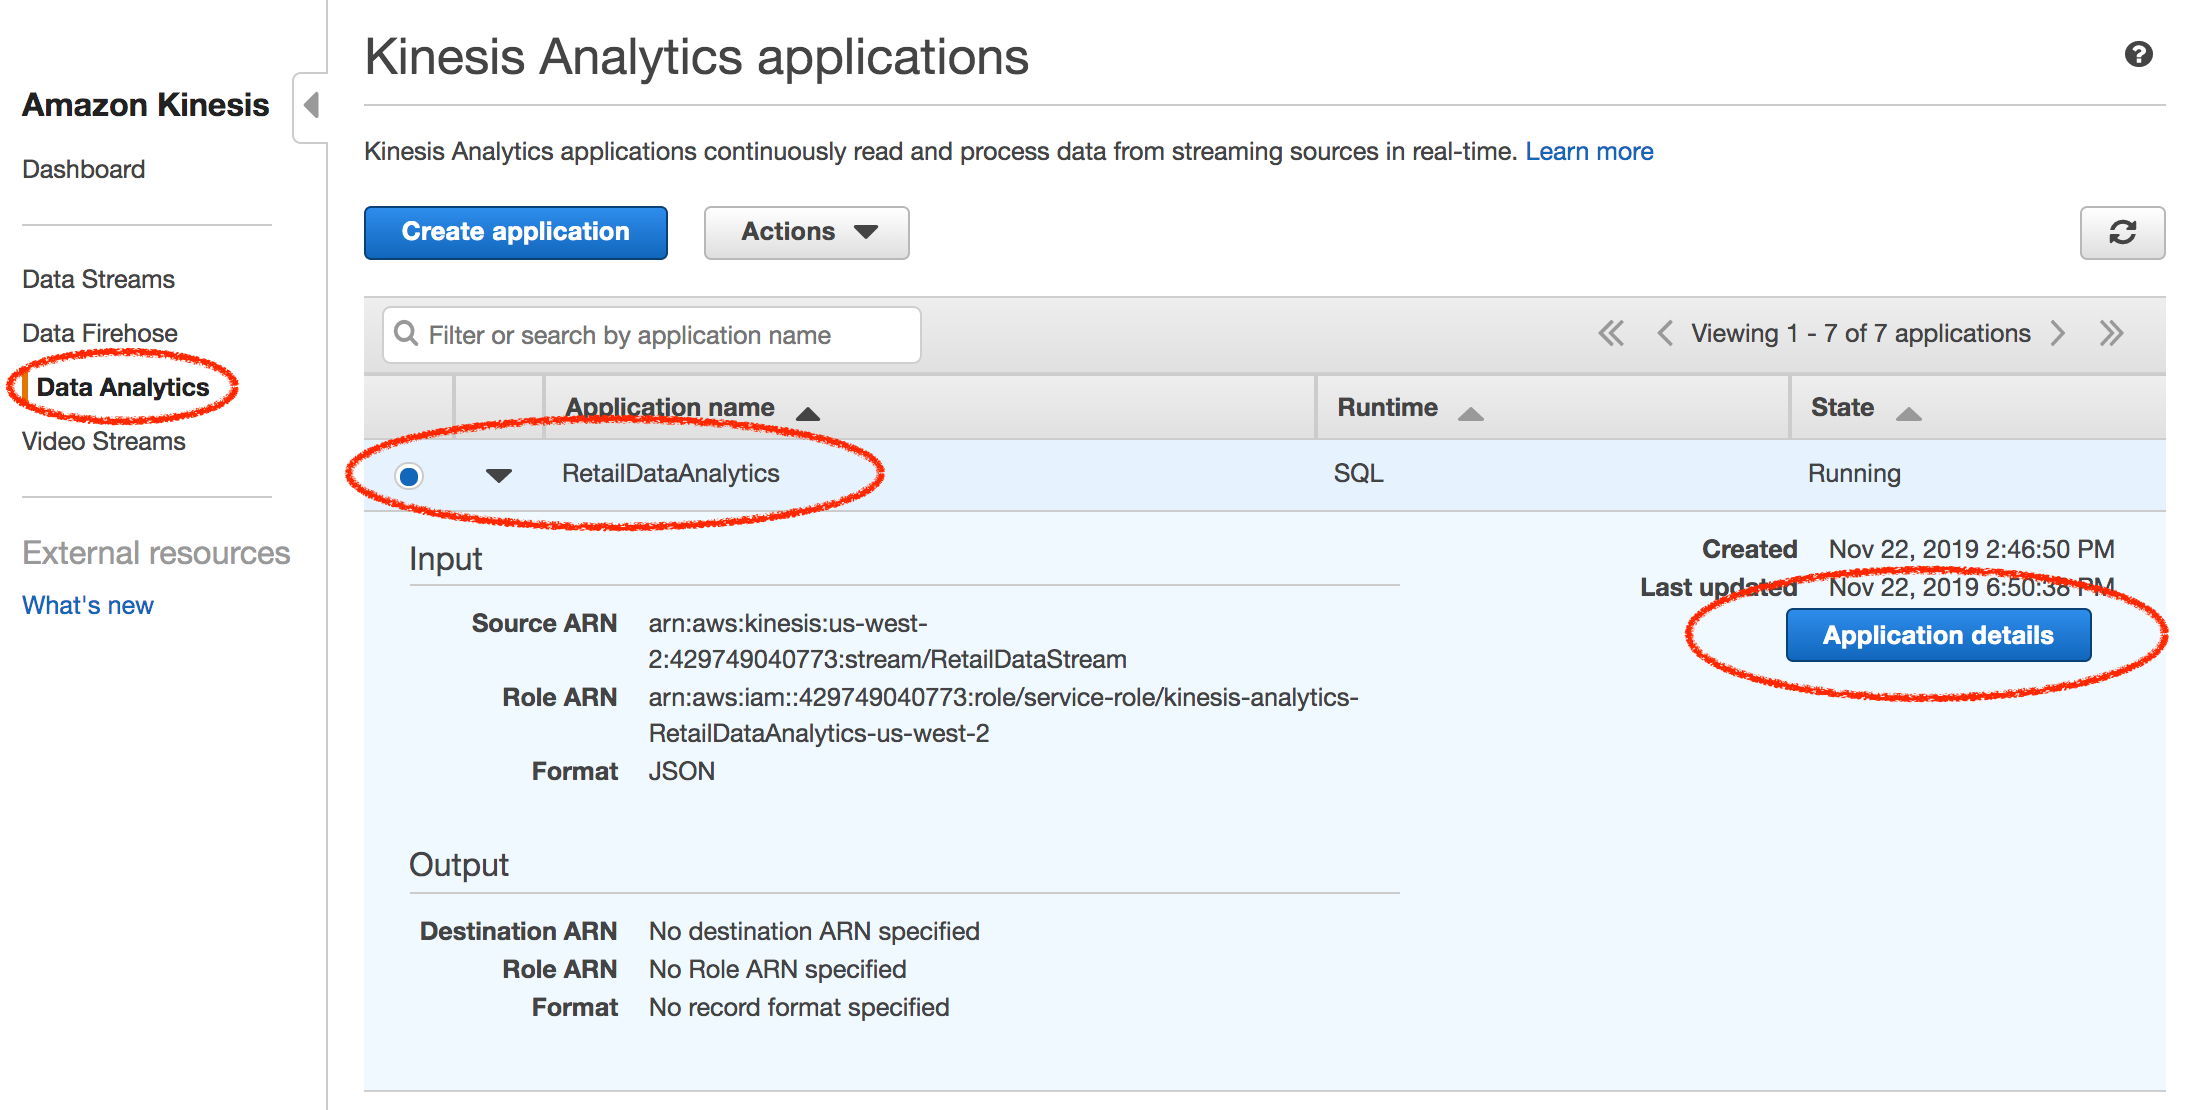 Amazon Kinesis
Dashboard
Data Streams
Data Firehose
Data Analytics
Video Streams
External resources
What's new
Kinesis Analytics applications
Kinesis Analytics applications continuously read and process data from streaming sources in real-time. Learn more
Create application
Actions
Filter or search by application name
Viewing 1 - 7 of 7 applications
Application name
Runtime
State
RetailDataAnalytics
SQL
Running
Input
Source ARN arn:aws:kinesis:us-west-
2:429749040773:stream/RetailDataStream
Role ARN arn:aws:iam::429749040773:role/service-role/kinesis-analytics-
RetailDataAnalytics-us-west-2
Format JSON
Created Nov 22, 2019 2:46:50 PM
Last updated Nov 22, 2019 6:50:38 PM
Application details
Output
Destination ARN No destination ARN specified
Role ARN No Role ARN specified
Format No record format specified